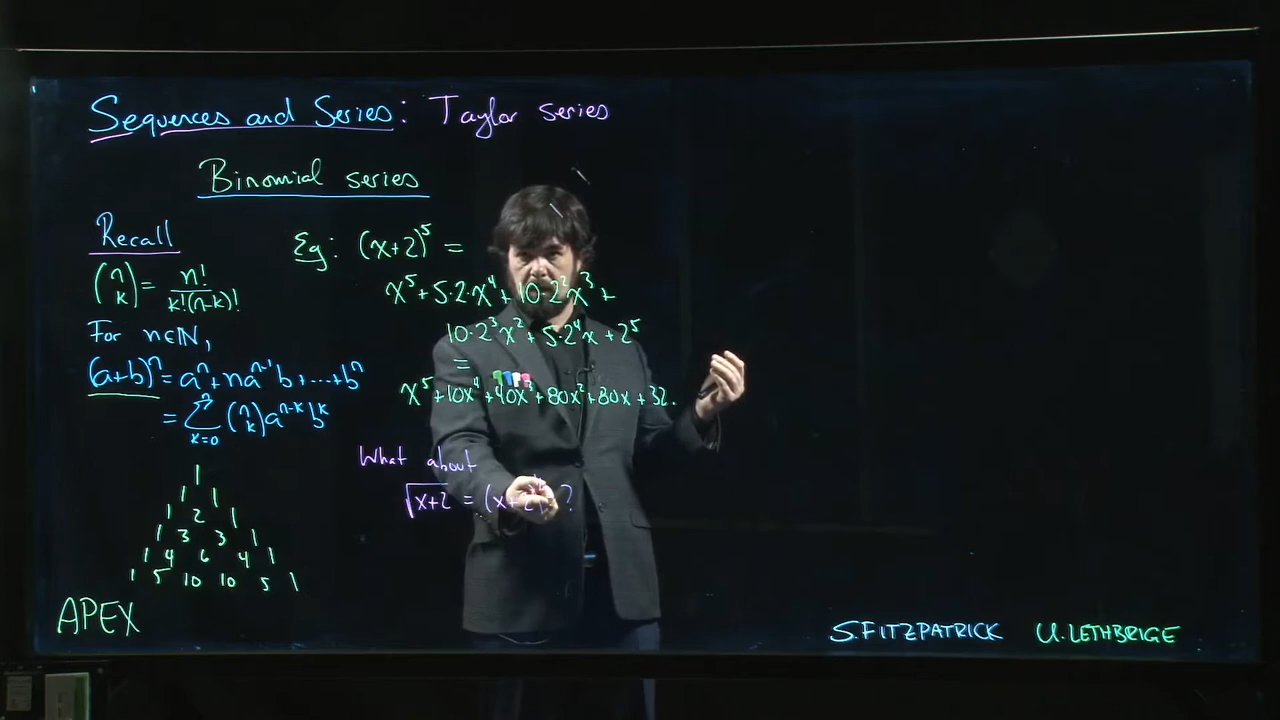 Sequences and Series: Taylor series
Binomial series
Recall
(n k) = n! / k!(n-k)!
For n∈ℕ,
(a+b)^n = a^n + na^(n-1)b + ... + b^n
= Σ_{k=0}^{n} (n k) a^(n-k) b^k
1
1 1
1 2 1
1 3 3 1
1 4 6 4 1
1 5 10 10 5 1
APEX
Eg: (x+2)^5 =
x^5 + 5·2·x^4 + 10·2^2 x^3 +
10·2^3 x^2 + 5·2^4 x + 2^5
=
x^5 + 10x^4 + 40x^3 + 80x^2 + 80x + 32.
What about
√x+2 = (x+2) ?
S.FITZPATRICK U.LETHBRIGE